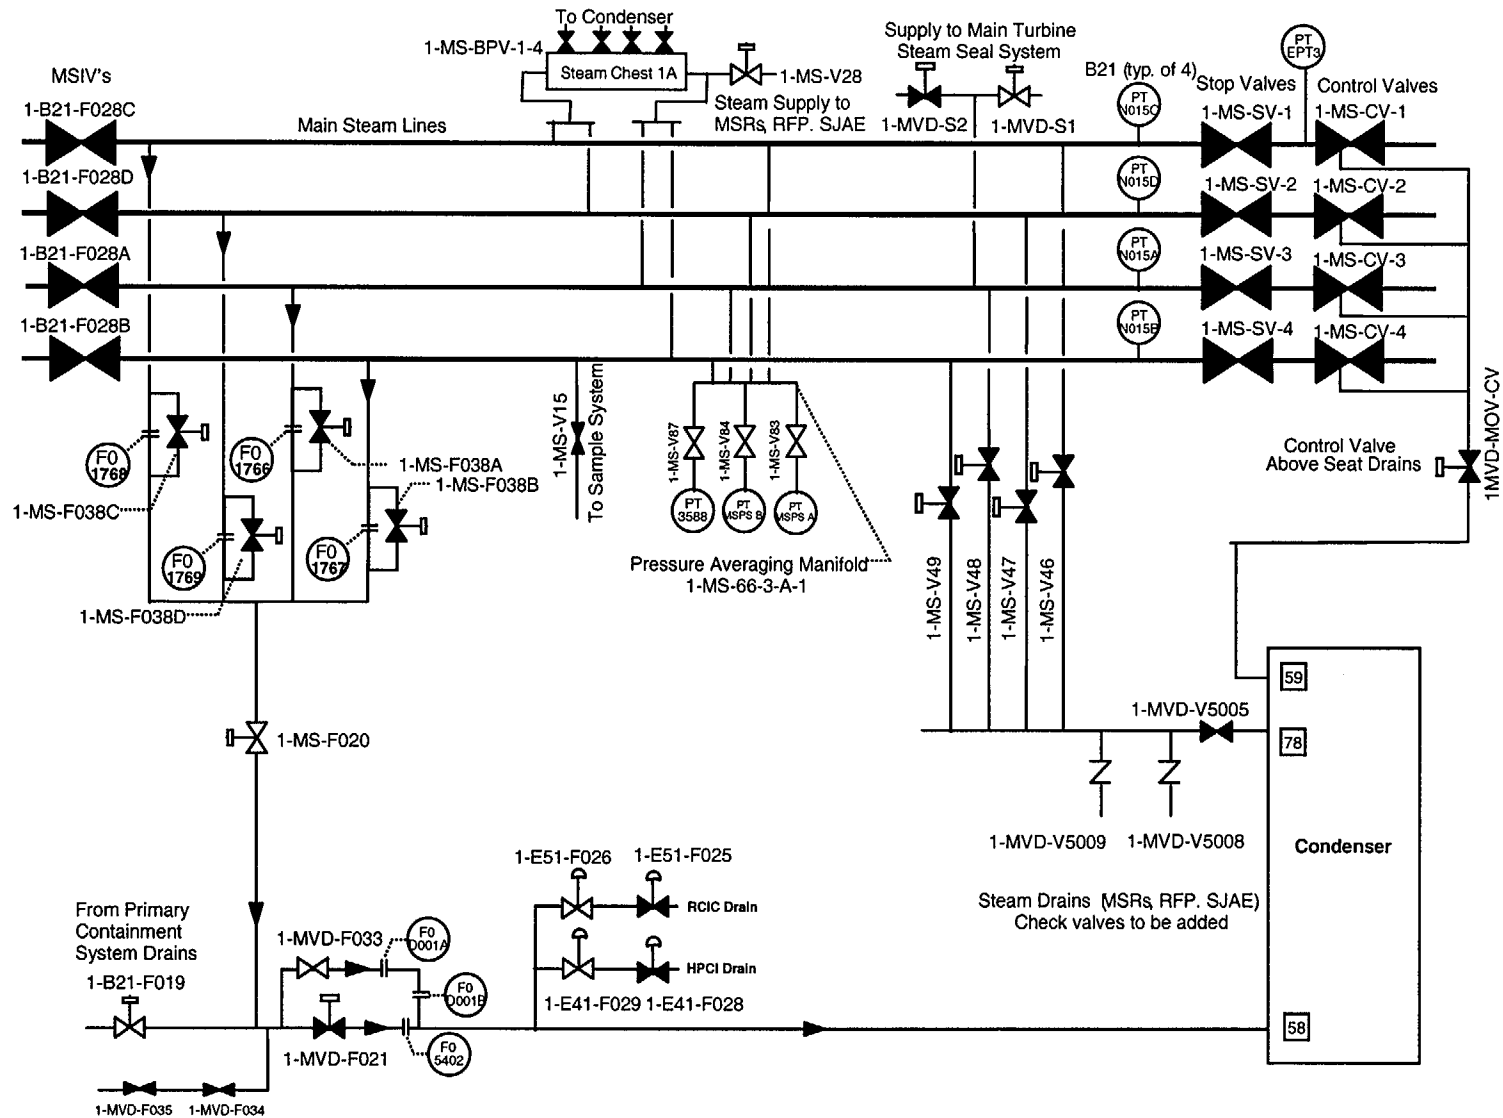 To Condenser
1-MS-BPV-1-4
Steam Chest 1A
1-MS-V28
Steam Supply to
MSRs, RFP. SJAE
Supply to Main Turbine
Steam Seal System
1-MVD-S2
1-MVD-S1
B21 (typ. of 4)
PT
EPT3
Stop Valves
Control Valves
MSIV's
Main Steam Lines
1-B21-F028C
PT
N015C
1-MS-SV-1
1-MS-CV-1
1-B21-F028D
PT
N015D
1-MS-SV-2
1-MS-CV-2
1-B21-F028A
PT
N015A
1-MS-SV-3
1-MS-CV-3
1-B21-F028B
PT
N015B
1-MS-SV-4
1-MS-CV-4
FO
1768
FO
1766
1-MS-F038A
1-MS-F038B
1-MS-F038C
FO
1769
FO
1767
1-MS-F038D
1-MS-V15
To Sample System
1-MS-V87
1-MS-V84
1-MS-V83
PT
3588
PT
MSPS B
PT
MSPS A
Pressure Averaging Manifold
1-MS-66-3-A-1
1-MS-V49
1-MS-V48
1-MS-V47
1-MS-V46
Control Valve
Above Seat Drains
1MVD-MOV-CV
1-MS-F020
59
1-MVD-V5005
78
1-MVD-V5009
1-MVD-V5008
Condenser
Steam Drains (MSRs, RFP. SJAE)
Check valves to be added
1-E51-F026
1-E51-F025
RCIC Drain
HPCI Drain
1-E41-F029
1-E41-F028
From Primary
Containment
System Drains
1-B21-F019
1-MVD-F033
FO
D001A
FO
D001B
1-MVD-F021
FO
5402
58
1-MVD-F035
1-MVD-F034